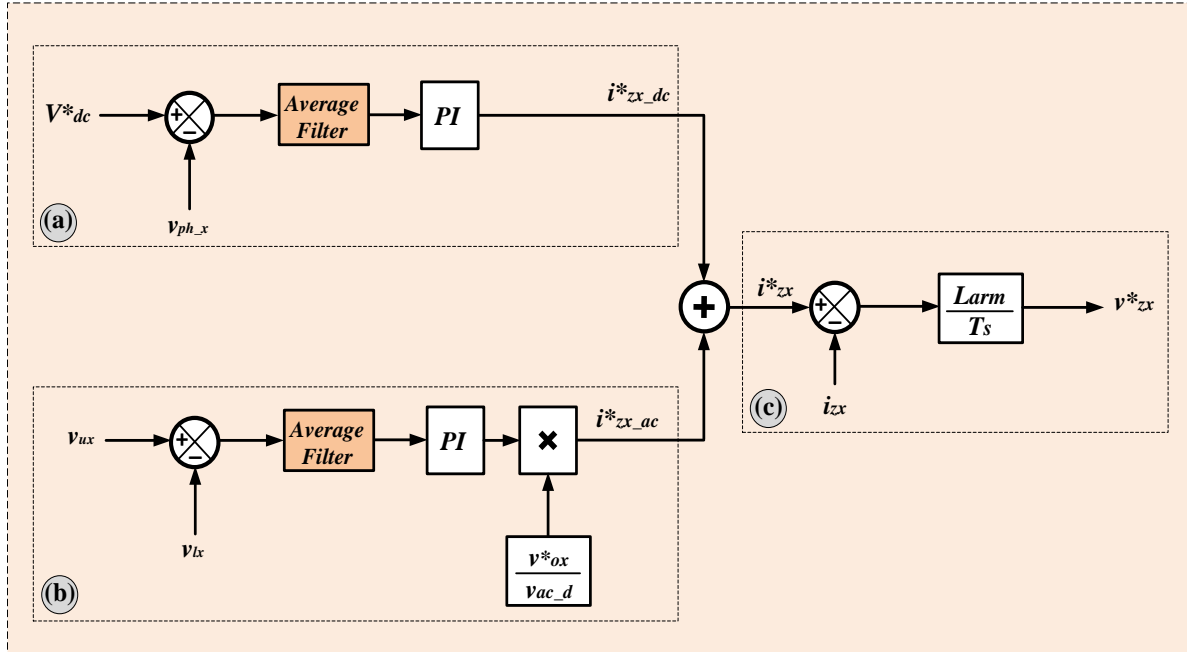 V*dc
+
−
vph_x
Average
Filter
PI
i*zx_dc
(a)
vux
+
−
vlx
Average
Filter
PI
×
i*zx_ac
v*ox
vac_d
(b)
+
i*zx
+
−
izx
Larm
Ts
v*zx
(c)